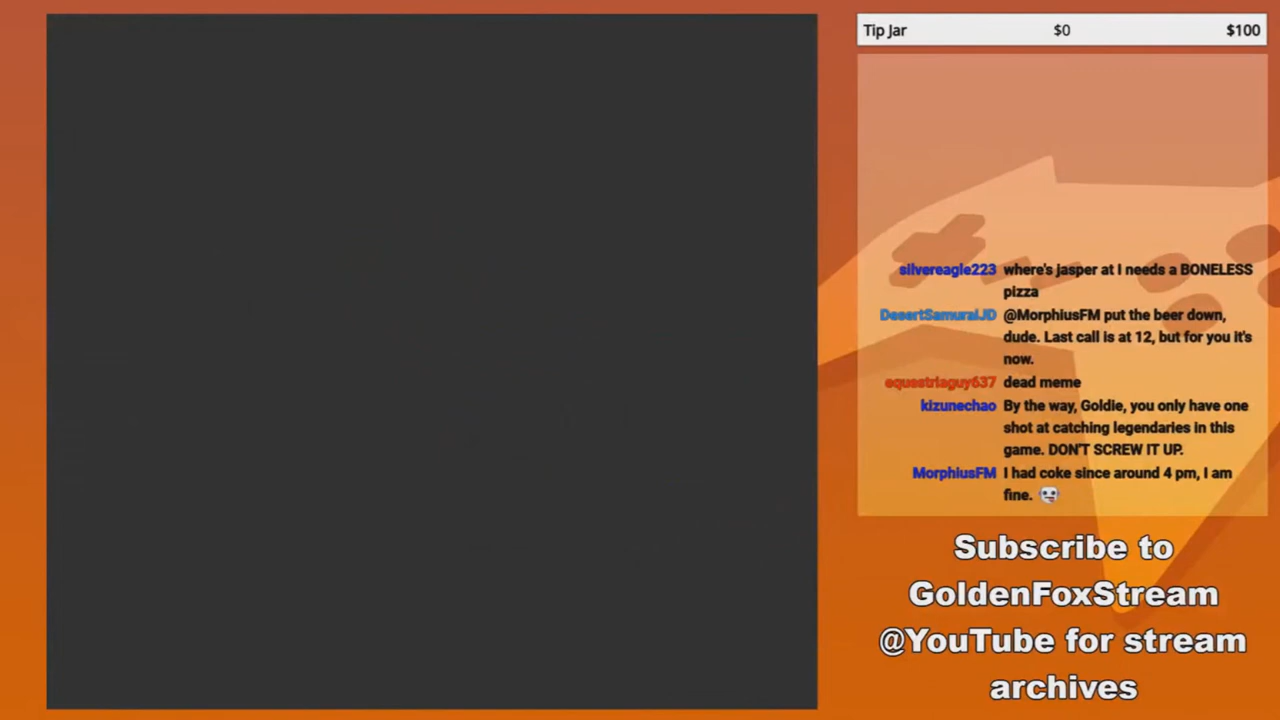 Tip Jar $0 $100
silvereagle223 where's jasper at I needs a BONELESS
pizza
DesertSamuraiJD @MorphiusFM put the beer down,
dude. Last call is at 12, but for you it's
now.
equestriaguy637 dead meme
kizunechao By the way, Goldie, you only have one
shot at catching legendaries in this
game. DON'T SCREW IT UP.
MorphiusFM I had coke since around 4 pm, I am
fine.
Subscribe to
GoldenFoxStream
@YouTube for stream
archives